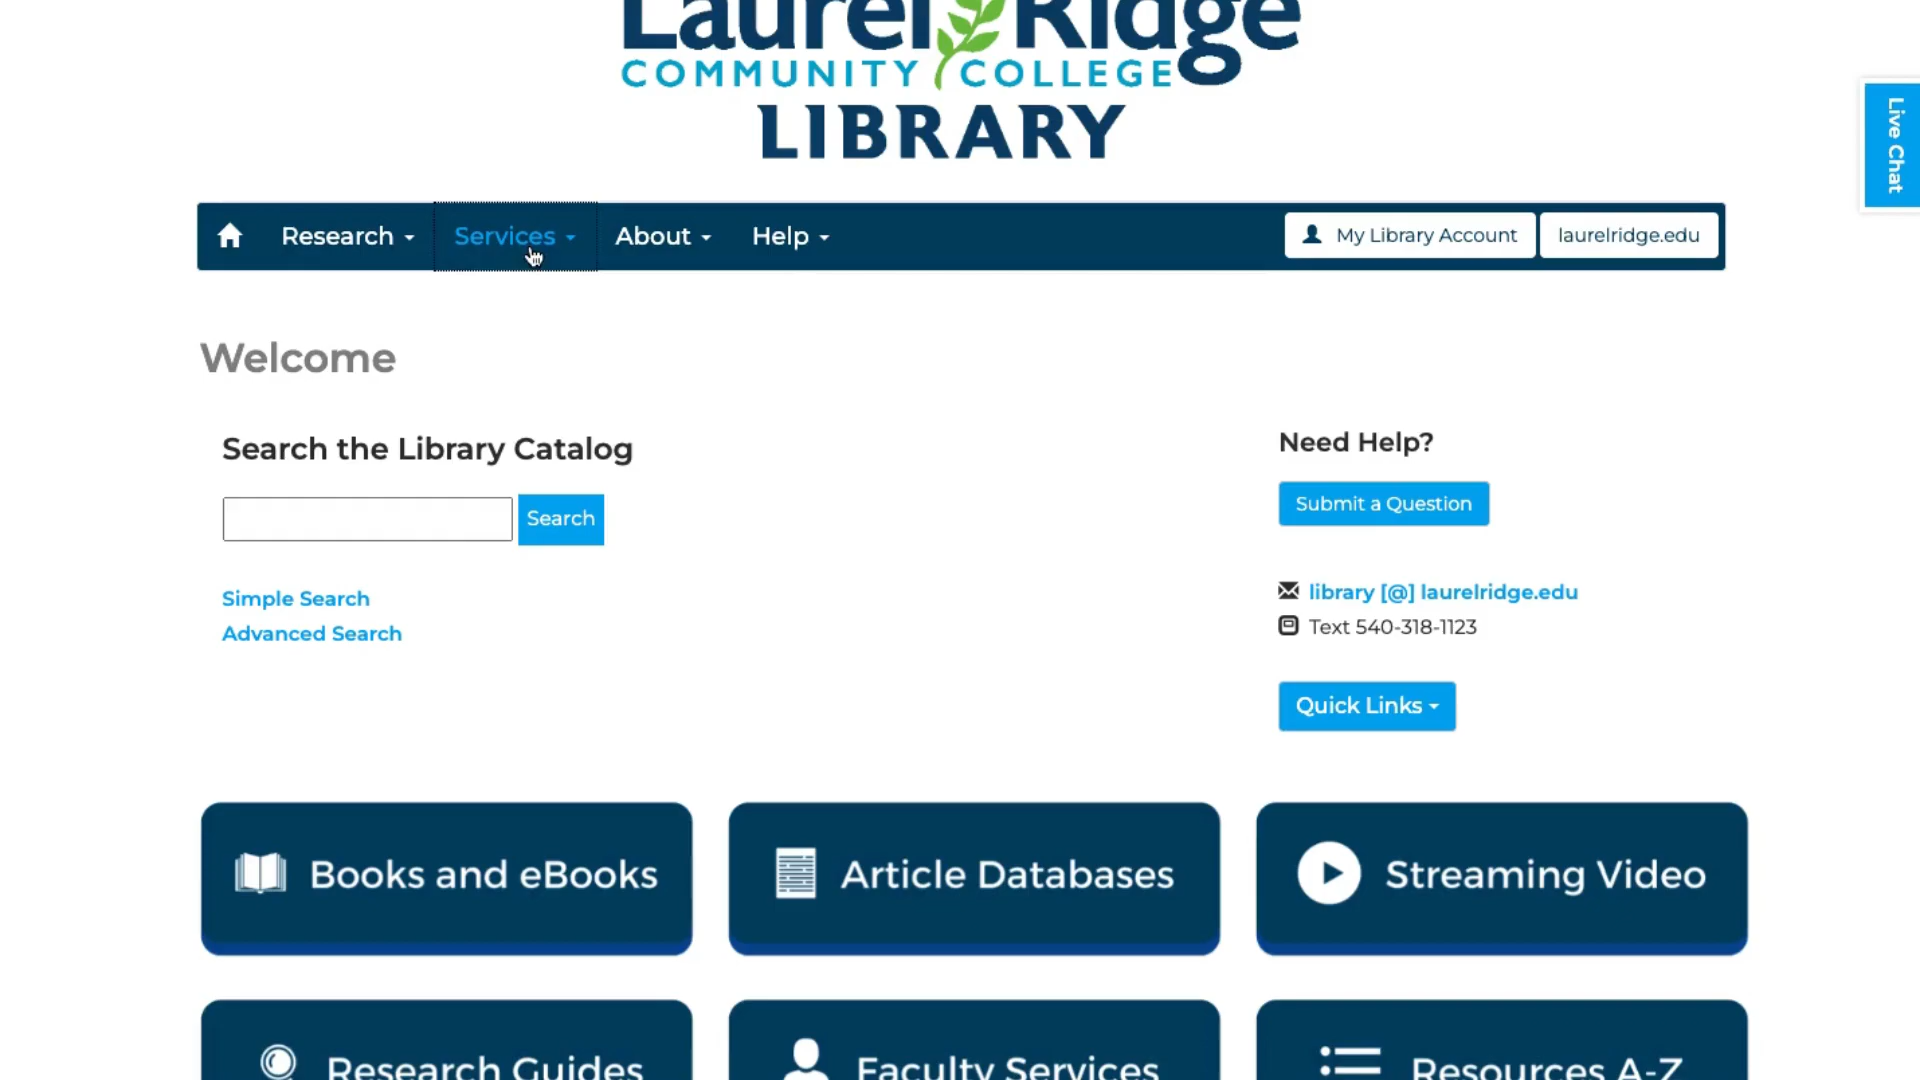 Laurel Ridge
COMMUNITY COLLEGE
LIBRARY
Live Chat
Research Services About Help My Library Account laurelridge.edu
Welcome
Search the Library Catalog
Search
Simple Search
Advanced Search
Need Help?
Submit a Question
library [@] laurelridge.edu
Text 540-318-1123
Quick Links
Books and eBooks Article Databases Streaming Video
Research Guides Faculty Services Resources A-Z